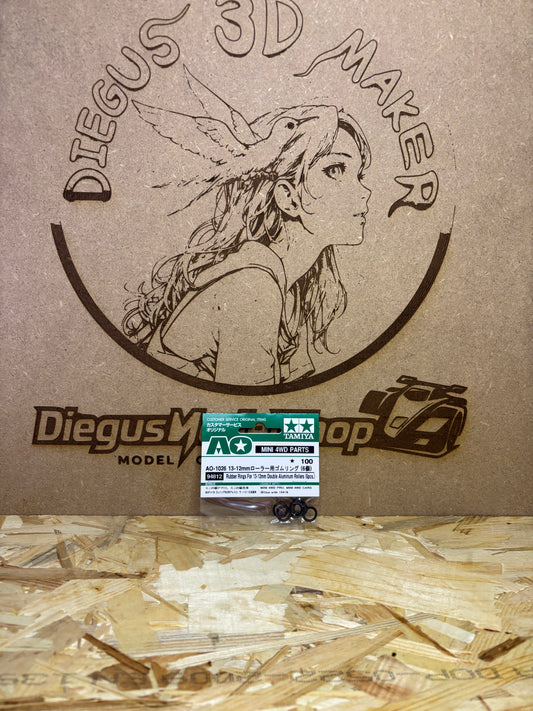 DIEGUS 3D MAKER
DiegusM hop
MODEL
CUSTOMER SERVICE ORIGINAL ITEMS
カスタマーサービス
オリジナル
TAMIYA
AO
MINI 4WD PARTS
★ 100
AO-1026 13-12mmローラー用ゴムリング (6個)
94612 Rubber Rings For 13-12mm Double Aluminum Rollers (6pcs.)